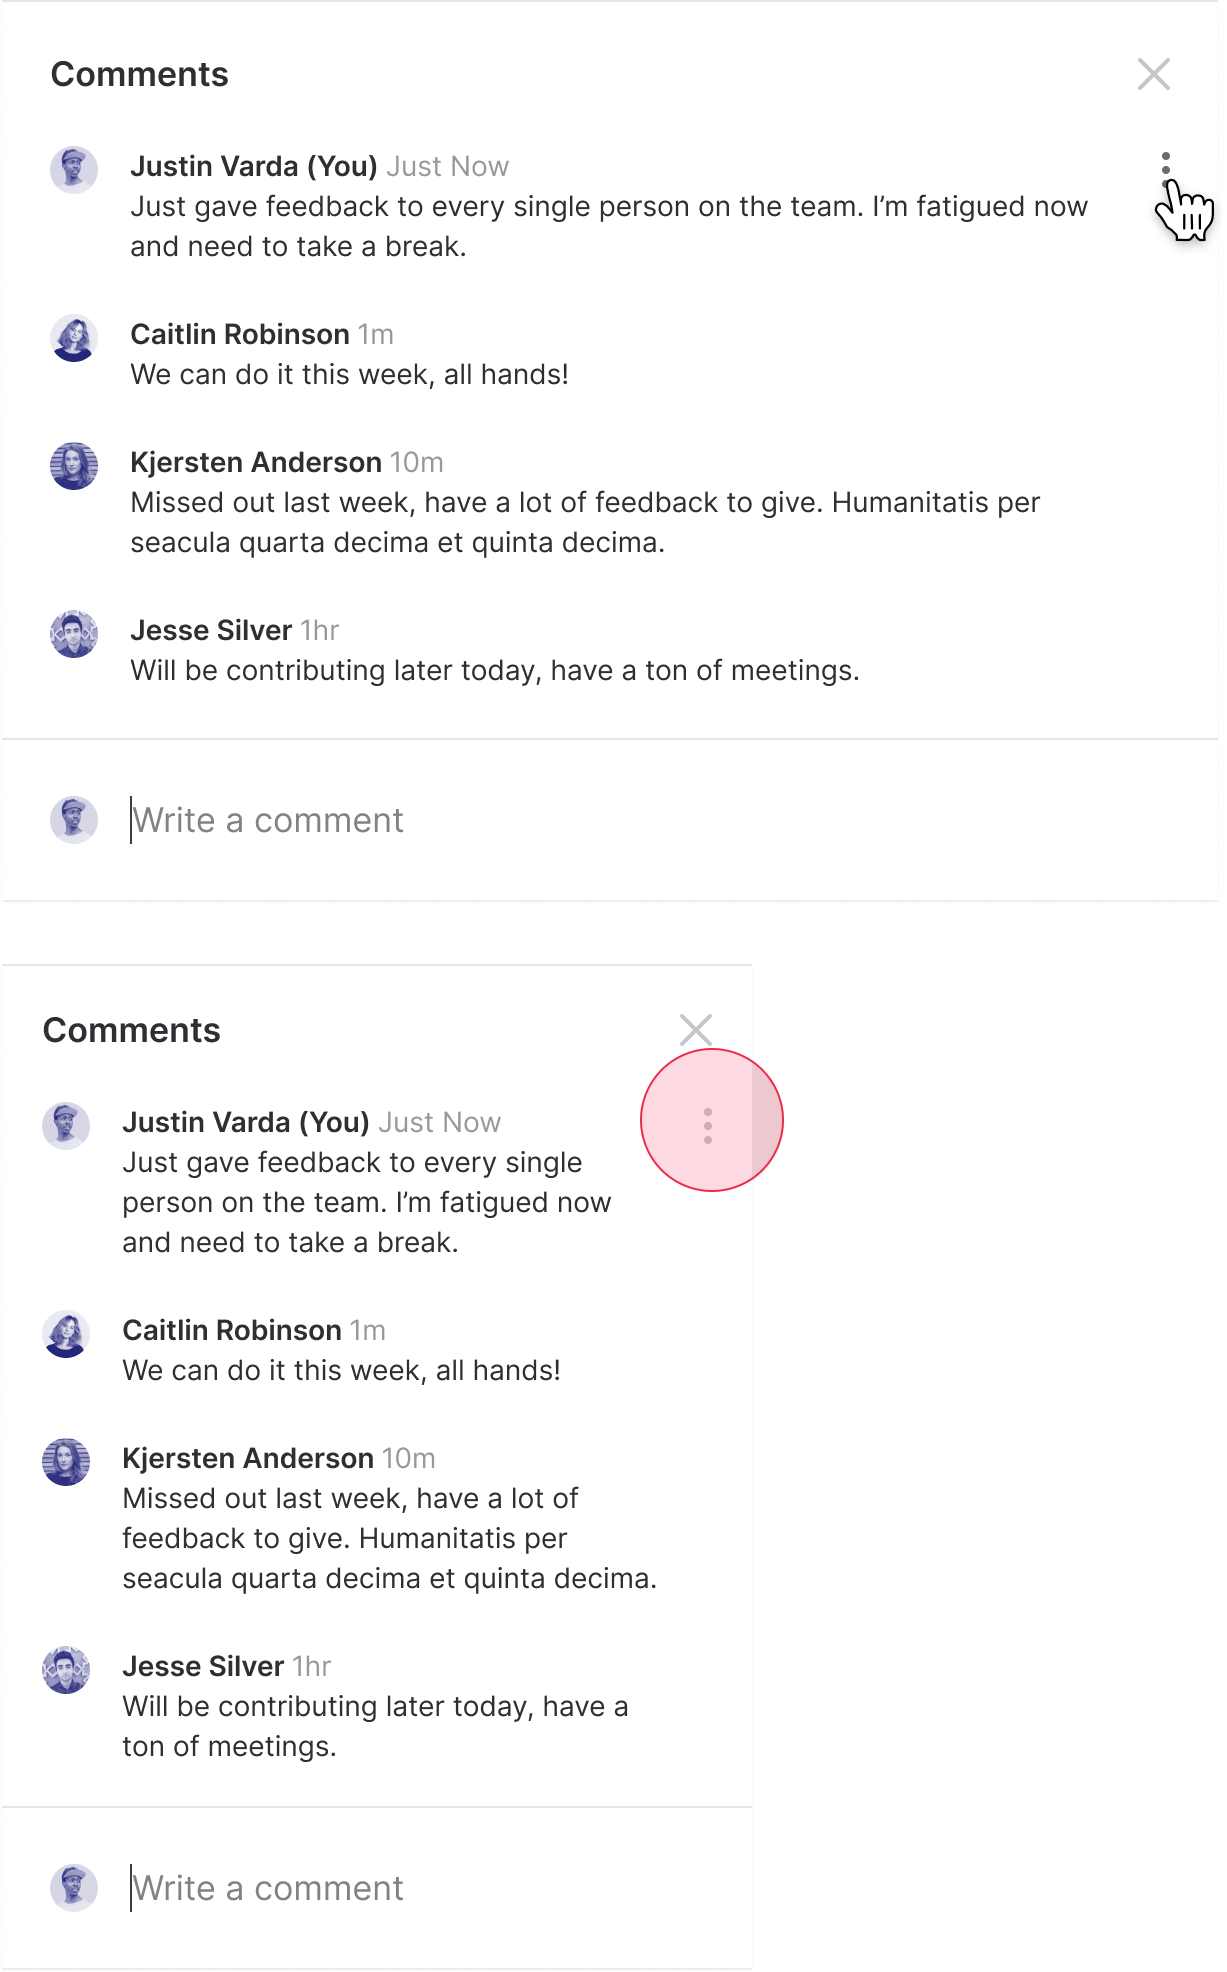 Comments
Justin Varda (You) Just Now
Just gave feedback to every single person on the team. I’m fatigued now
and need to take a break.
Caitlin Robinson 1m
We can do it this week, all hands!
Kjersten Anderson 10m
Missed out last week, have a lot of feedback to give. Humanitatis per
seacula quarta decima et quinta decima.
Jesse Silver 1hr
Will be contributing later today, have a ton of meetings.
Write a comment
Comments
Justin Varda (You) Just Now
Just gave feedback to every single
person on the team. I’m fatigued now
and need to take a break.
Caitlin Robinson 1m
We can do it this week, all hands!
Kjersten Anderson 10m
Missed out last week, have a lot of
feedback to give. Humanitatis per
seacula quarta decima et quinta decima.
Jesse Silver 1hr
Will be contributing later today, have a
ton of meetings.
Write a comment